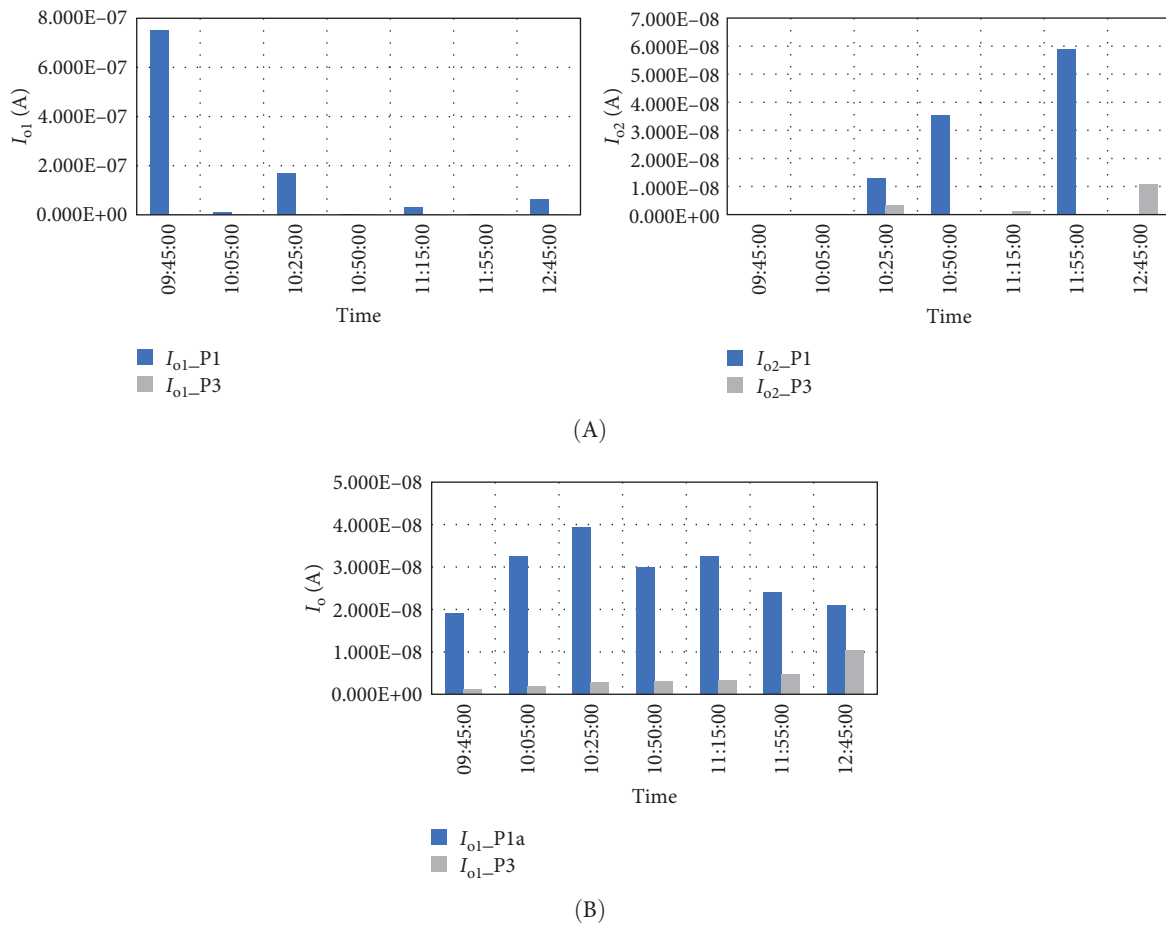 8.000E–07
6.000E–07
4.000E–07
2.000E–07
0.000E+00
Io1 (A)
09:45:00
10:05:00
10:25:00
10:50:00
11:15:00
11:55:00
12:45:00
Time
Io1_P1
Io1_P3
7.000E–08
6.000E–08
5.000E–08
4.000E–08
3.000E–08
2.000E–08
1.000E–08
0.000E+00
Io2 (A)
09:45:00
10:05:00
10:25:00
10:50:00
11:15:00
11:55:00
12:45:00
Time
Io2_P1
Io2_P3
(A)
5.000E–08
4.000E–08
3.000E–08
2.000E–08
1.000E–08
0.000E+00
Io (A)
09:45:00
10:05:00
10:25:00
10:50:00
11:15:00
11:55:00
12:45:00
Time
Io1_P1a
Io1_P3
(B)